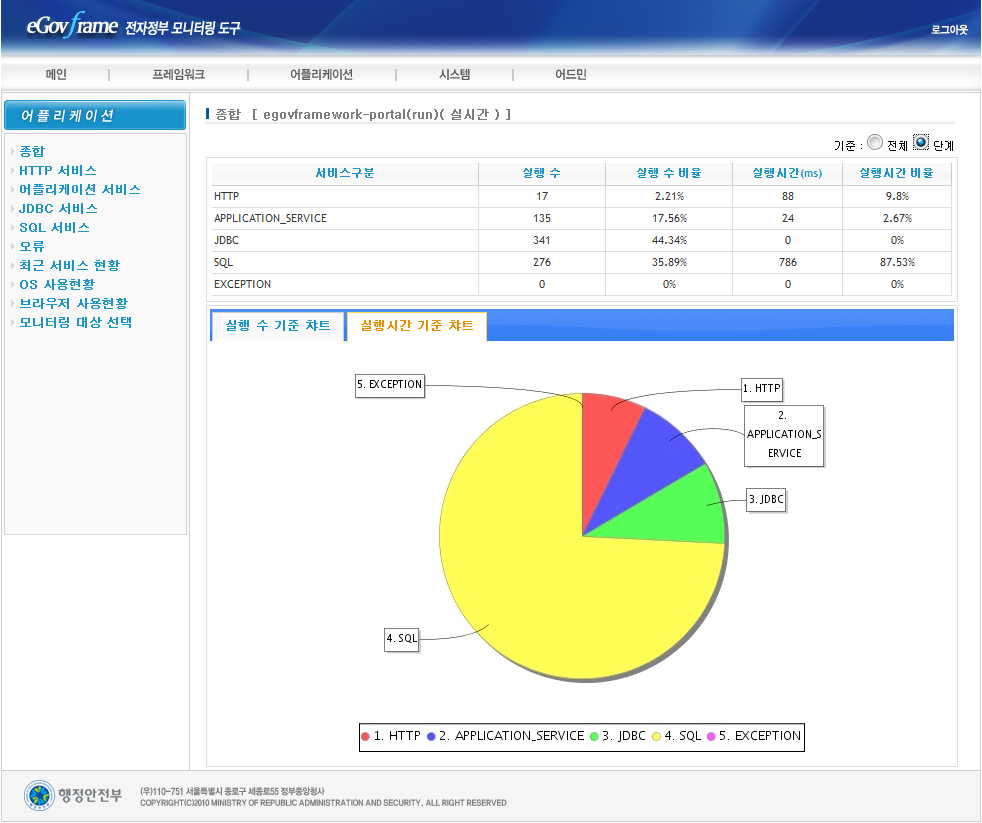 eGovframe 전자정부 모니터링 도구
로그아웃
메인 | 프레임워크 | 어플리케이션 | 시스템 | 어드민
어플리케이션
종합
HTTP 서비스
어플리케이션 서비스
JDBC 서비스
SQL 서비스
오류
최근 서비스 현황
OS 사용현황
브라우저 사용현황
모니터링 대상 선택
종합 [ egovframework-portal(run)( 실시간 ) ]
기준 : 전체 단계
서비스구분 실행 수 실행 수 비율 실행시간(ms) 실행시간 비율
HTTP 17 2.21% 88 9.8%
APPLICATION_SERVICE 135 17.56% 24 2.67%
JDBC 341 44.34% 0 0%
SQL 276 35.89% 786 87.53%
EXCEPTION 0 0% 0 0%
실행 수 기준 챠트 실행시간 기준 챠트
5. EXCEPTION
1. HTTP
2.
APPLICATION_S
ERVICE
3. JDBC
4. SQL
1. HTTP 2. APPLICATION_SERVICE 3. JDBC 4. SQL 5. EXCEPTION
행정안전부
(우)110-751 서울특별시 종로구 세종로55 정부중앙청사
COPYRIGHT(C)2010 MINISTRY OF REPUBLIC ADMINISTRATION AND SECURITY, ALL RIGHT RESERVED